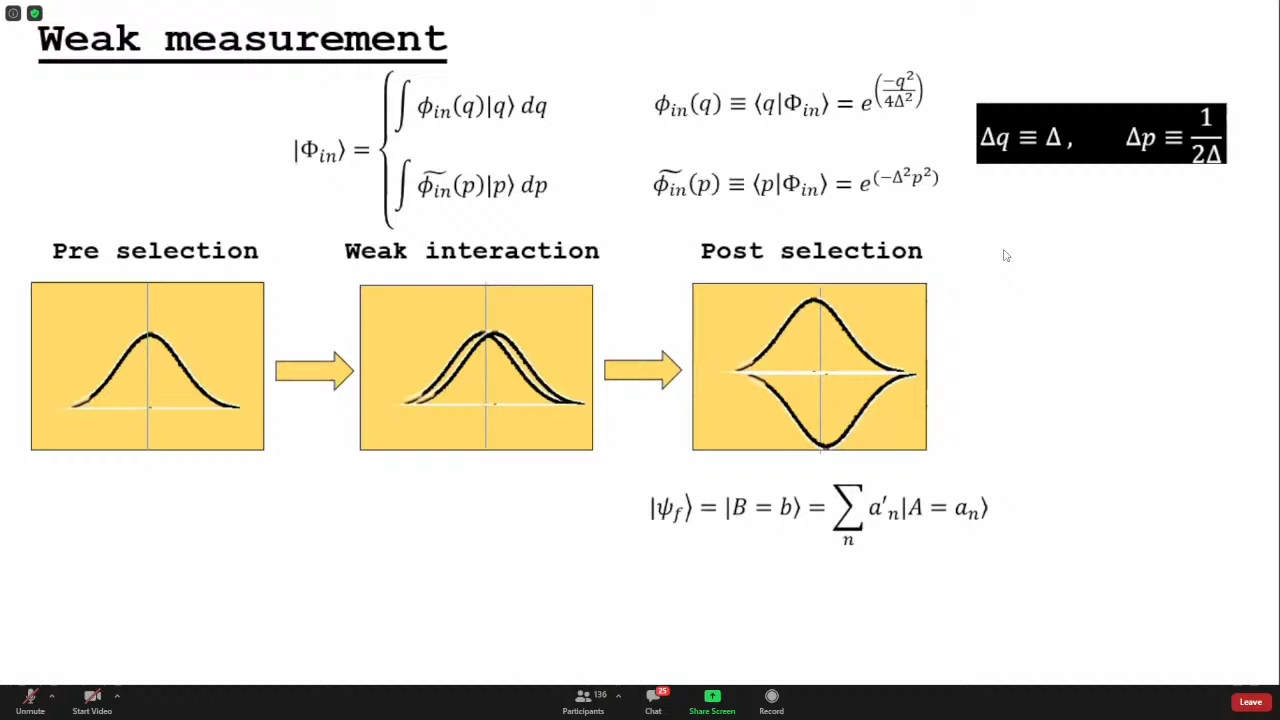 Weak measurement
|Φ_in⟩ = { ∫ ϕ_in(q)|q⟩ dq
∫ ϕ̃_in(p)|p⟩ dp
ϕ_in(q) ≡ ⟨q|Φ_in⟩ = e^(−q²/4Δ²)
ϕ̃_in(p) ≡ ⟨p|Φ_in⟩ = e^(−Δ²p²)
Δq ≡ Δ , Δp ≡ 1/2Δ
Pre selection
Weak interaction
Post selection
|ψ_f⟩ = |B = b⟩ = ∑_n a′_n|A = a_n⟩
Unmute
Start Video
136
Participants
25
Chat
Share Screen
Record
Leave